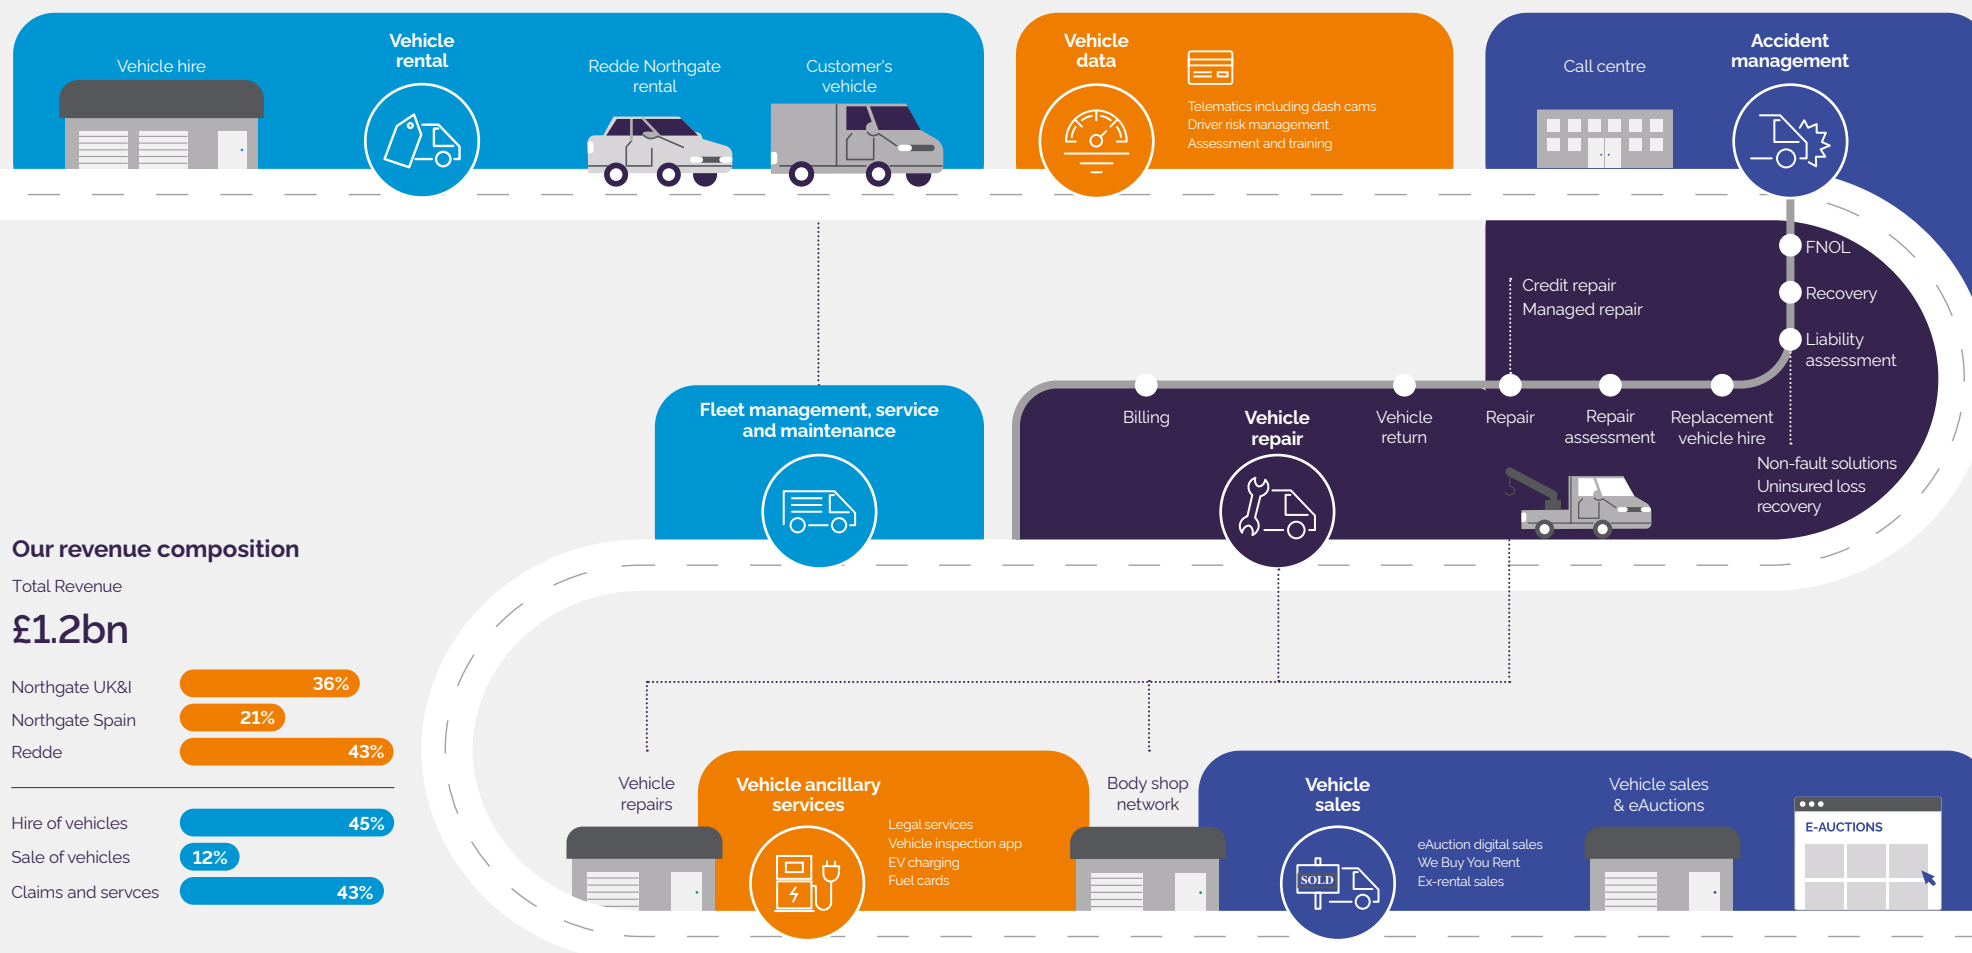 Vehicle hire
Vehicle
rental
Redde Northgate
rental
Customer's
vehicle
Vehicle
data
Telematics including dash cams
Driver risk management
Assessment and training
Call centre
Accident
management
FNOL
Recovery
Liability
assessment
Credit repair
Managed repair
Fleet management, service
and maintenance
Billing
Vehicle
repair
Vehicle
return
Repair
Repair
assessment
Replacement
vehicle hire
Non-fault solutions
Uninsured loss
recovery
Our revenue composition
Total Revenue
£1.2bn
Northgate UK&I 36%
Northgate Spain 21%
Redde 43%
Hire of vehicles 45%
Sale of vehicles 12%
Claims and servces 43%
Vehicle
repairs
Vehicle ancillary
services
Legal services
Vehicle inspection app
EV charging
Fuel cards
Body shop
network
Vehicle
sales
SOLD
eAuction digital sales
We Buy You Rent
Ex-rental sales
Vehicle sales
& eAuctions
E-AUCTIONS